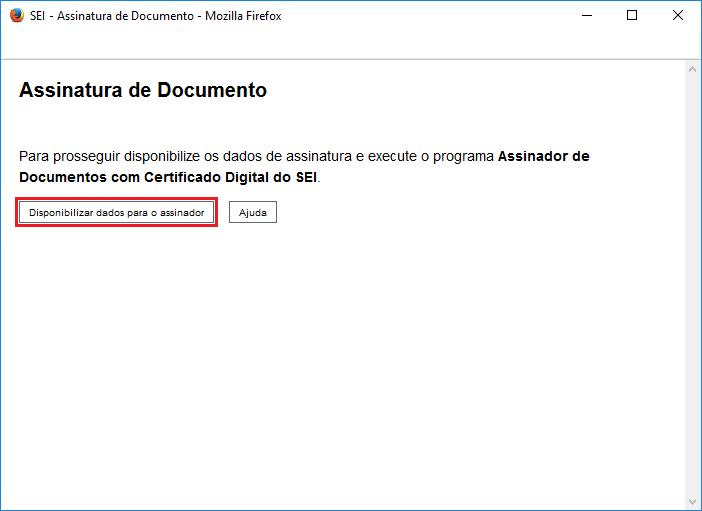 SEI - Assinatura de Documento - Mozilla Firefox
Assinatura de Documento
Para prosseguir disponibilize os dados de assinatura e execute o programa Assinador de
Documentos com Certificado Digital do SEI.
Disponibilizar dados para o assinador Ajuda